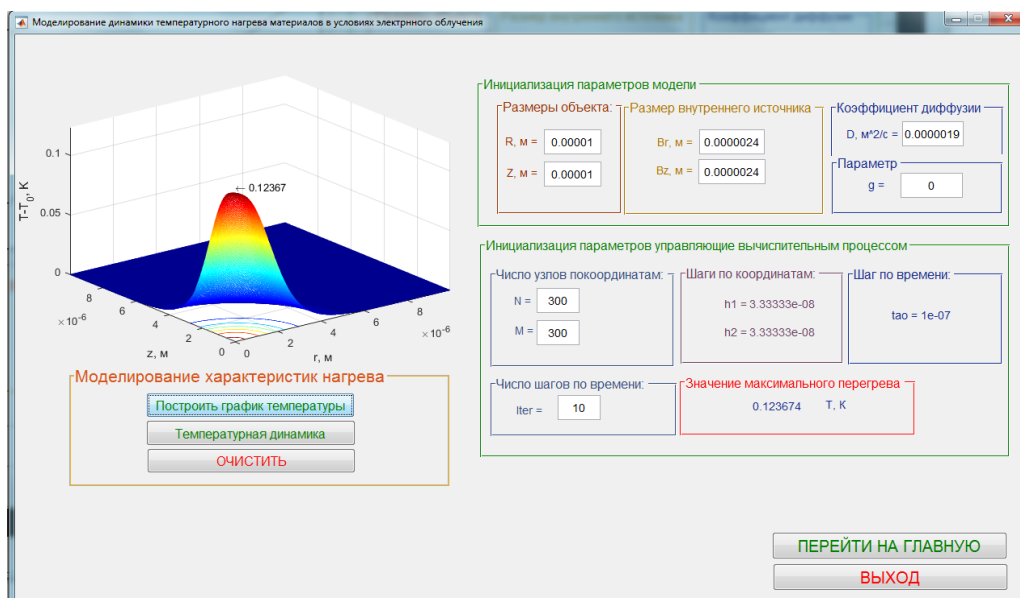 Моделирование динамики температурного нагрева материалов в условиях электрнного облучения
0.1
0.05
0
T-T0, K
← 0.12367
8
6
4
2
0
×10-6
z, м
0
2
4
6
8
×10-6
r, м
Моделирование характеристик нагрева
Построить график температуры
Температурная динамика
ОЧИСТИТЬ
Инициализация параметров модели
Размеры объекта:
R, м = 0.00001
Z, м = 0.00001
Размер внутреннего источника
Br, м = 0.0000024
Bz, м = 0.0000024
Коэффициент диффузии
D, м^2/с = 0.0000019
Параметр
g = 0
Инициализация параметров управляющие вычислительным процессом
Число узлов покоординатам:
N = 300
M = 300
Шаги по координатам:
h1 = 3.33333e-08
h2 = 3.33333e-08
Шаг по времени:
tao = 1e-07
Число шагов по времени:
Iter = 10
Значение максимального перегрева
0.123674 T, K
ПЕРЕЙТИ НА ГЛАВНУЮ
ВЫХОД